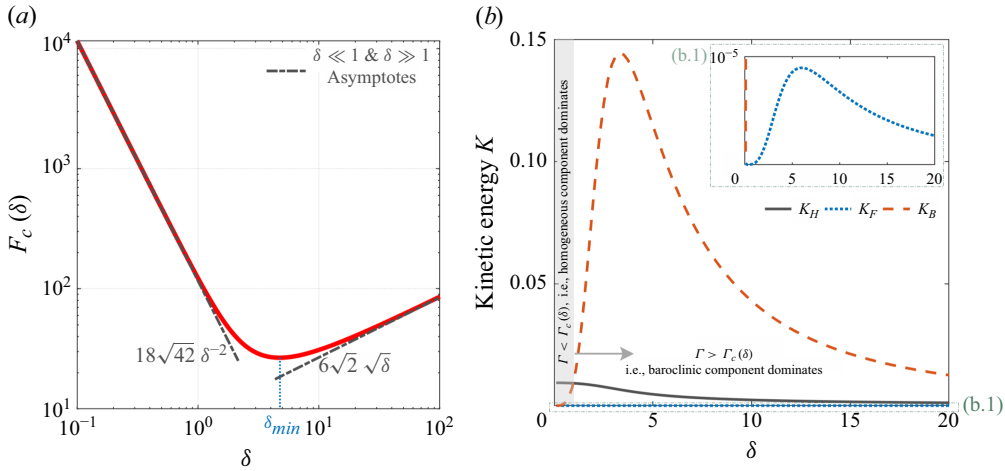 (a)
10^4
10^3
10^2
10^1
F_c (δ)
δ ≪ 1 & δ ≫ 1
Asymptotes
18√42 δ^−2
6√2 √δ
δ_min
10^−1
10^0
10^1
10^2
δ
(b)
0.15
0.10
0.05
0
Kinetic energy K
Γ < Γ_c (δ), i.e., homogeneous component dominates
Γ > Γ_c (δ)
i.e., baroclinic component dominates
(b.1)
10^−5
0
5
10
15
20
K_H
K_F
K_B
(b.1)
5
10
15
20
δ